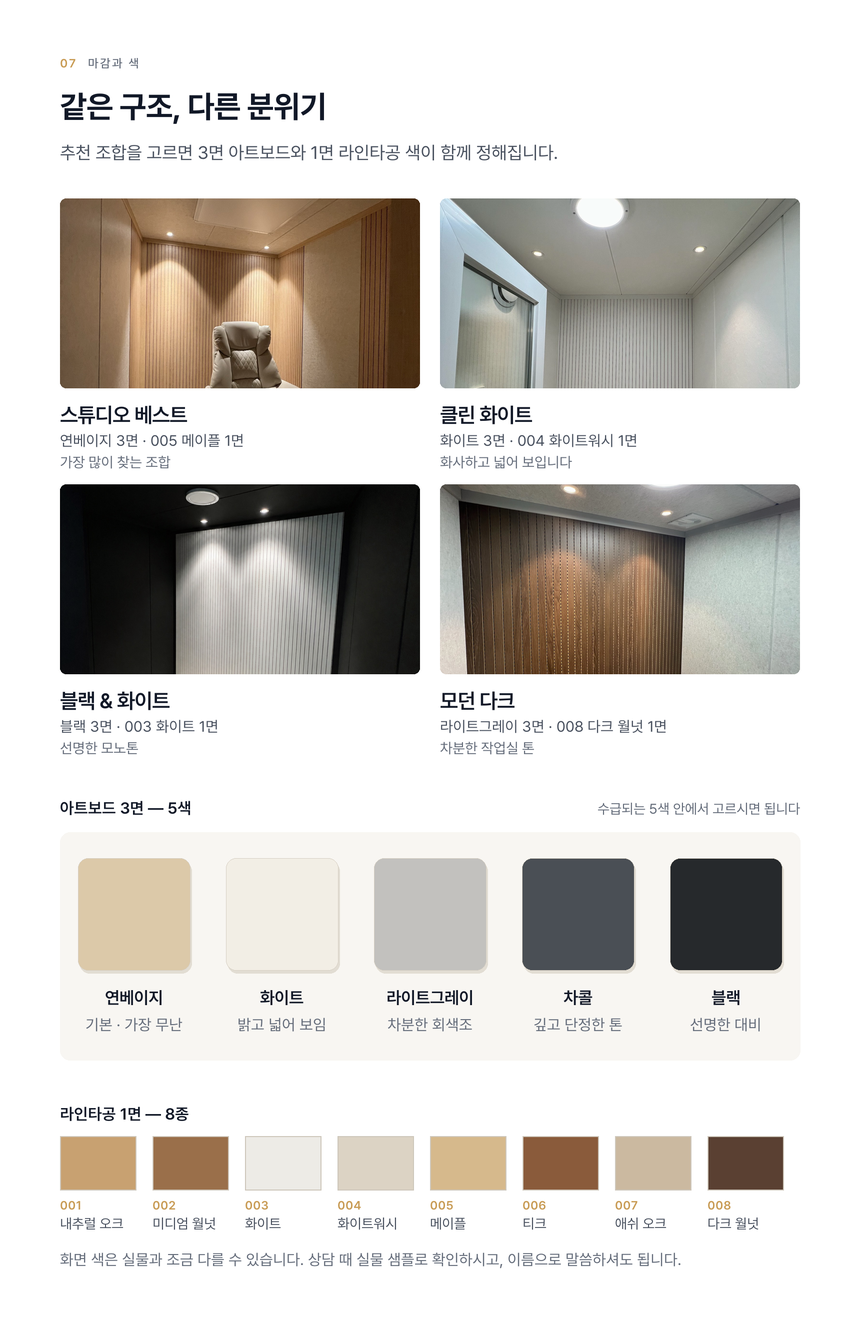 07 마감과 색
같은 구조, 다른 분위기
추천 조합을 고르면 3면 아트보드와 1면 라인타공 색이 함께 정해집니다.
스튜디오 베스트
연베이지 3면 · 005 메이플 1면
가장 많이 찾는 조합
클린 화이트
화이트 3면 · 004 화이트워시 1면
화사하고 넓어 보입니다
블랙 & 화이트
블랙 3면 · 003 화이트 1면
선명한 모노톤
모던 다크
라이트그레이 3면 · 008 다크 월넛 1면
차분한 작업실 톤
아트보드 3면 — 5색
수급되는 5색 안에서 고르시면 됩니다
연베이지
기본 · 가장 무난
화이트
밝고 넓어 보임
라이트그레이
차분한 회색조
차콜
깊고 단정한 톤
블랙
선명한 대비
라인타공 1면 — 8종
001
내추럴 오크
002
미디엄 월넛
003
화이트
004
화이트워시
005
메이플
006
티크
007
애쉬 오크
008
다크 월넛
화면 색은 실물과 조금 다를 수 있습니다. 상담 때 실물 샘플로 확인하시고, 이름으로 말씀하셔도 됩니다.